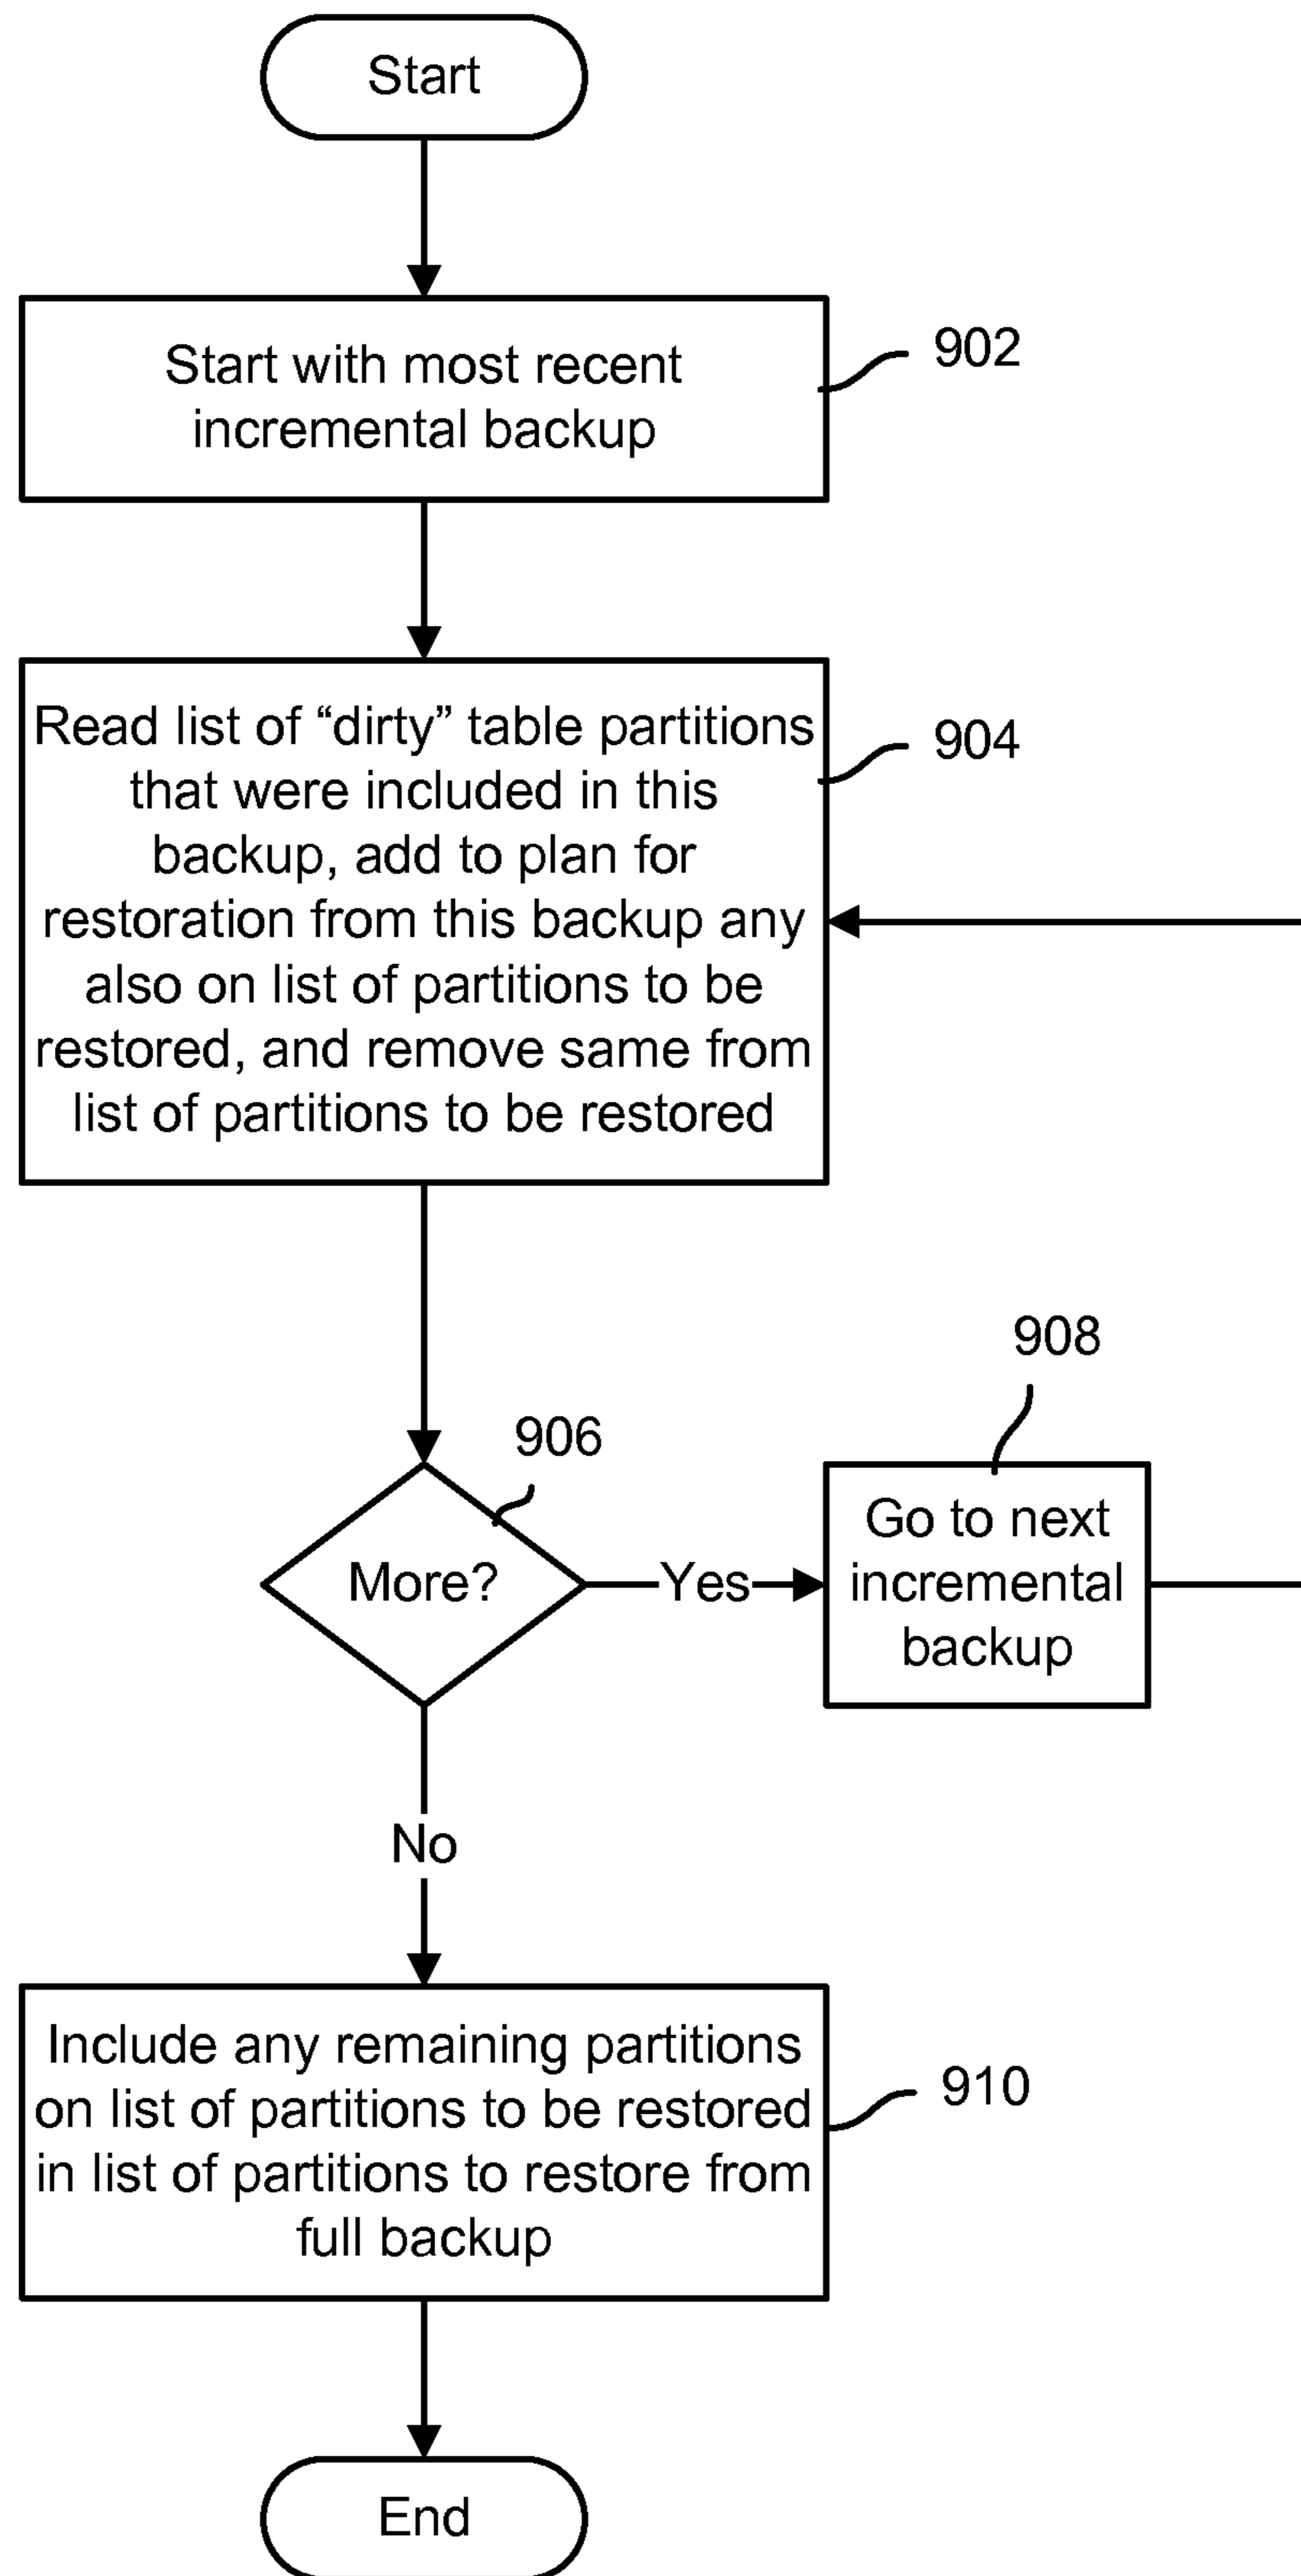 Start
Start with most recent
incremental backup
902
Read list of “dirty” table partitions
that were included in this
backup, add to plan for
restoration from this backup any
also on list of partitions to be
restored, and remove same from
list of partitions to be restored
904
906
More?
Yes
908
Go to next
incremental
backup
No
Include any remaining partitions
on list of partitions to be restored
in list of partitions to restore from
full backup
910
End